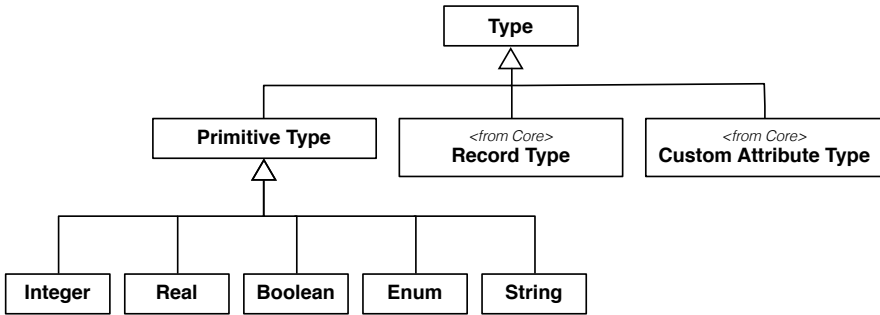 Type
Primitive Type
<from Core>
Record Type
<from Core>
Custom Attribute Type
Integer
Real
Boolean
Enum
String